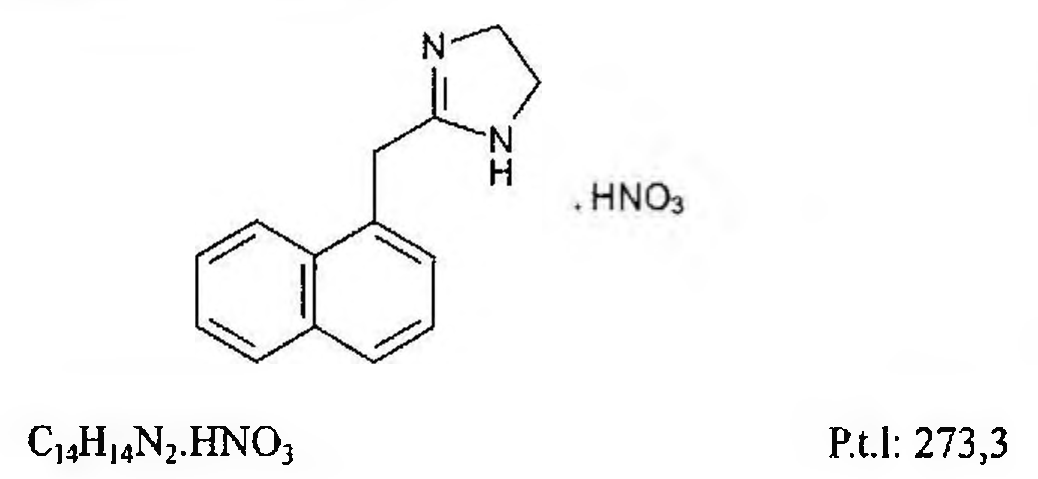 N
N
H
. HNO₃
C₁₄H₁₄N₂.HNO₃ P.t.l: 273,3